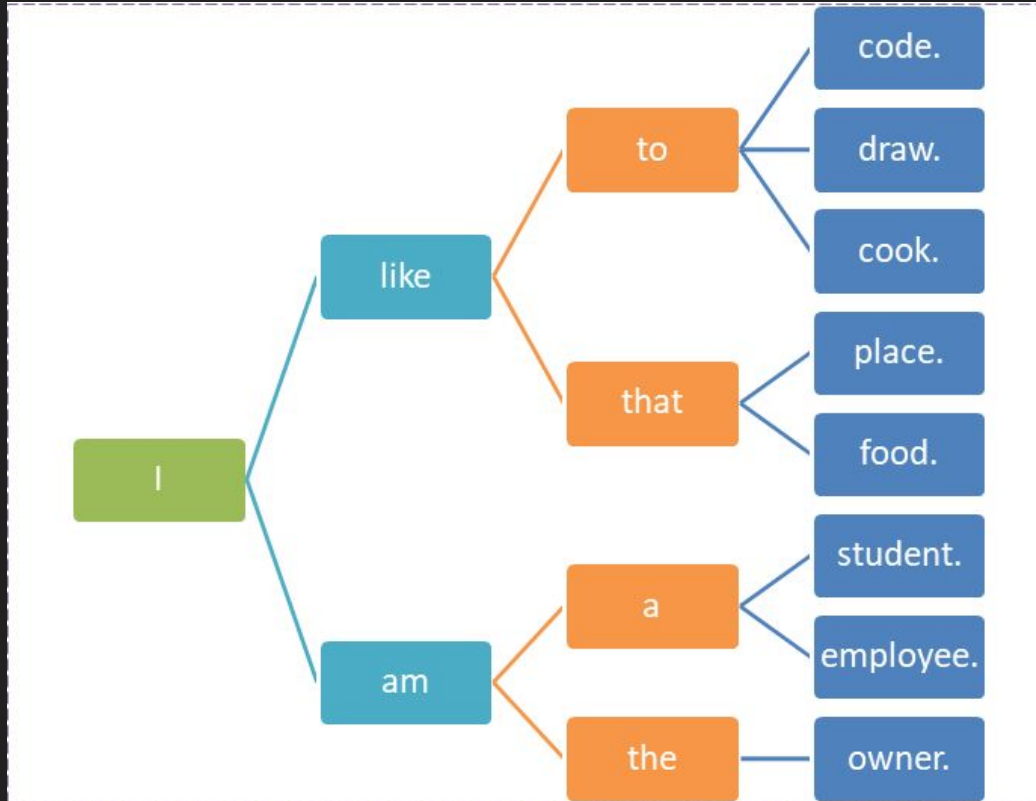 code.
to
draw.
cook.
like
place.
that
food.
I
student.
a
employee.
am
the
owner.